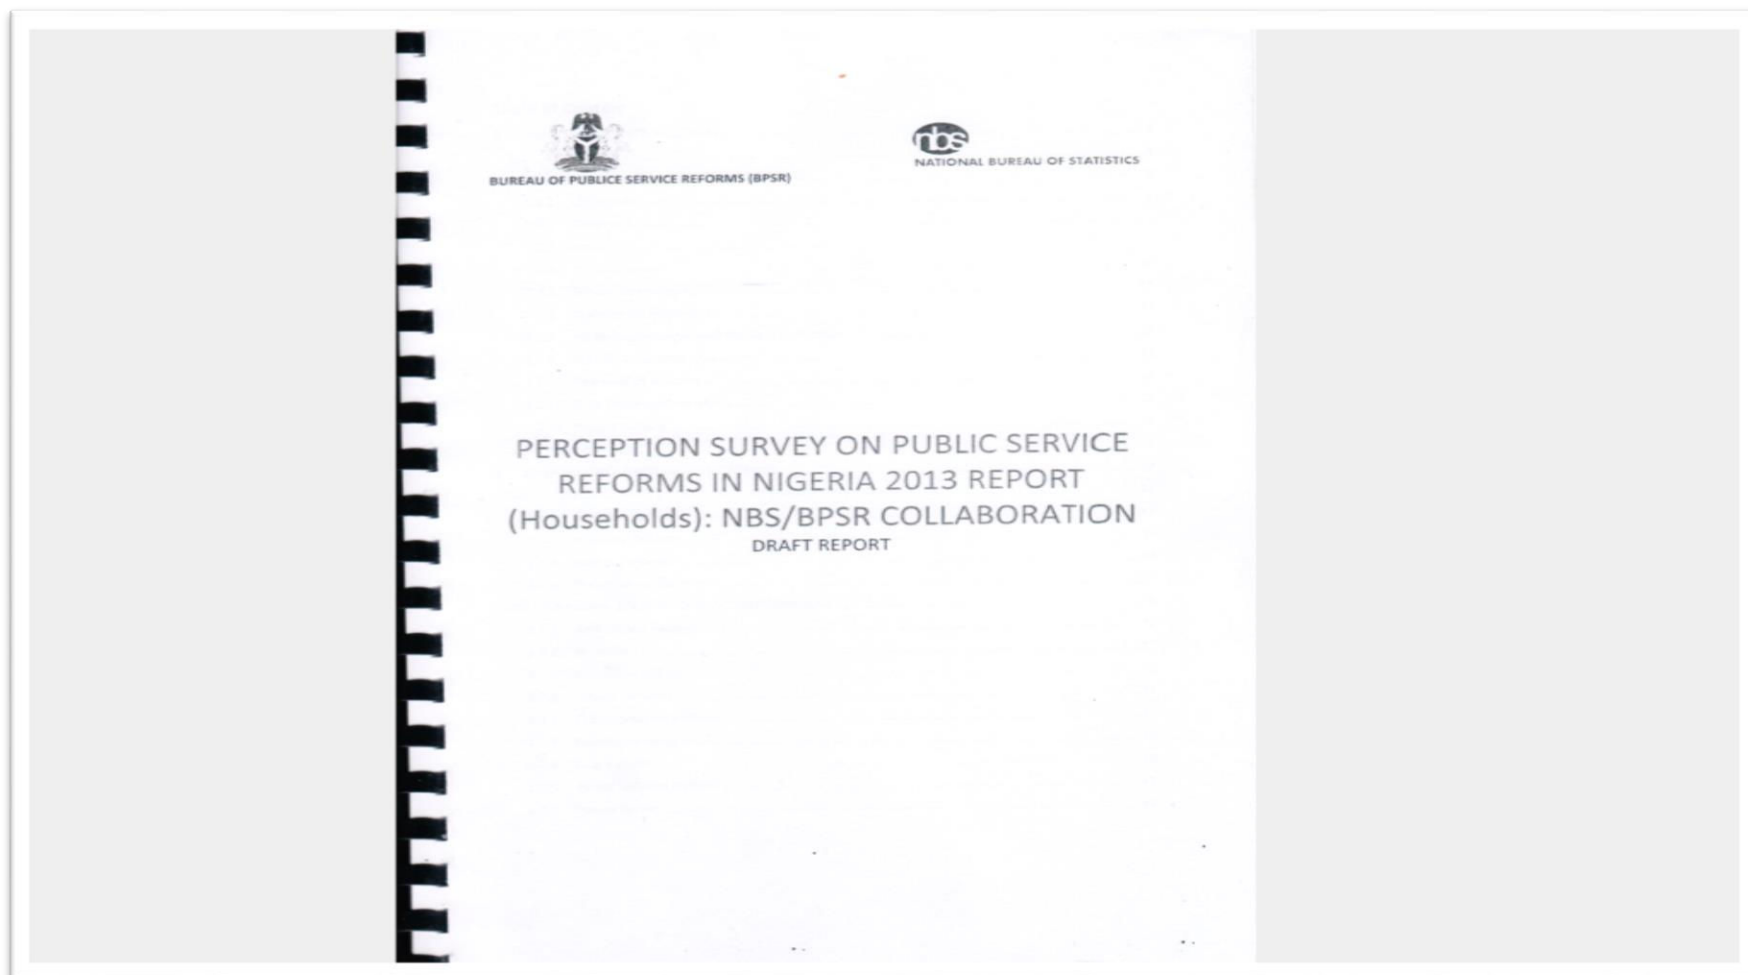 BUREAU OF PUBLICE SERVICE REFORMS (BPSR)
nbs
NATIONAL BUREAU OF STATISTICS
PERCEPTION SURVEY ON PUBLIC SERVICE
REFORMS IN NIGERIA 2013 REPORT
(Households): NBS/BPSR COLLABORATION
DRAFT REPORT